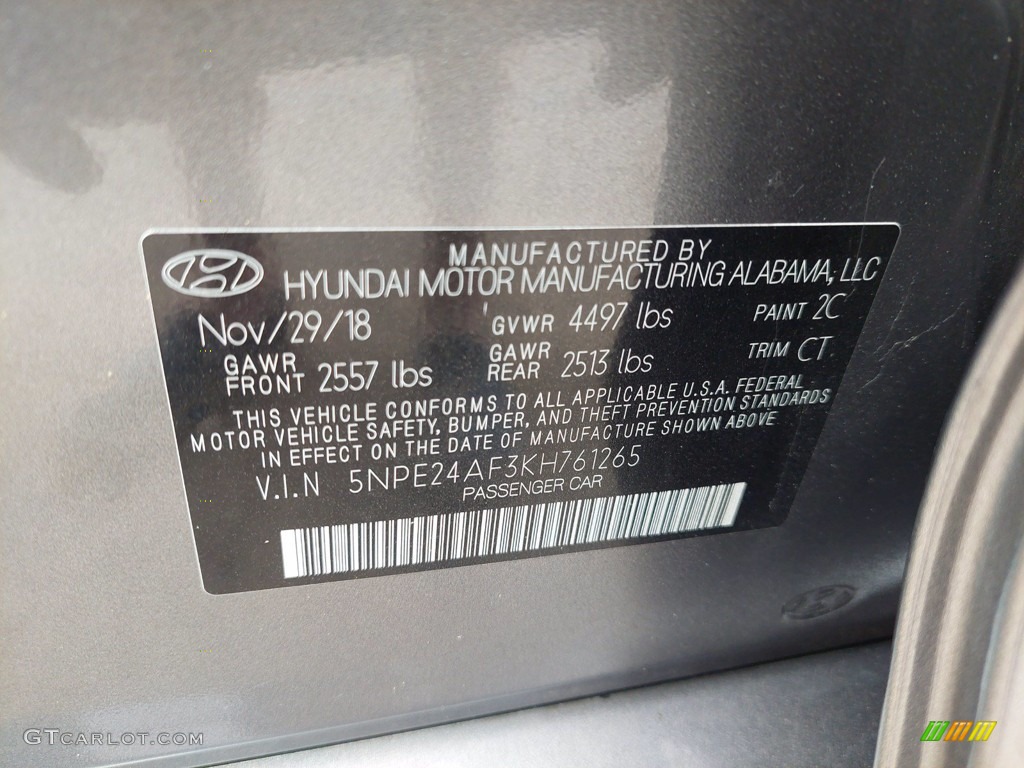 MANUFACTURED BY
HYUNDAI MOTOR MANUFACTURING ALABAMA, LLC
Nov/29/18 GVWR 4497 lbs PAINT 2C
GAWR FRONT 2557 lbs GAWR REAR 2513 lbs TRIM CT
THIS VEHICLE CONFORMS TO ALL APPLICABLE U.S.A. FEDERAL
MOTOR VEHICLE SAFETY, BUMPER, AND THEFT PREVENTION STANDARDS
IN EFFECT ON THE DATE OF MANUFACTURE SHOWN ABOVE
V.I.N 5NPE24AF3KH761265
PASSENGER CAR
GTCARLOT.COM